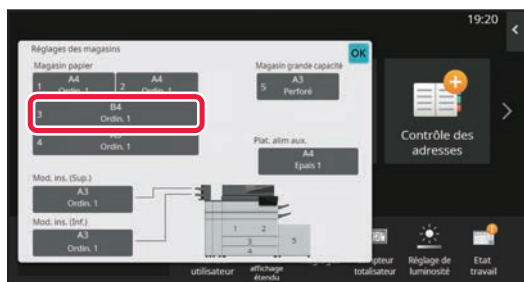 19:20
Réglages des magasins
OK
Magasin papier
Magasin grande capacité
1 A4 Ordin. 1
2 A4 Ordin. 1
5 A3 Perforé
3 B4 Ordin. 1
4 Ordin. 1
Plat. alim aux.
A4 Epais 1
Contrôle des
adresses
Mod. ins. (Sup.)
A3
Ordin. 1
Mod. ins. (Inf.)
A3
Ordin. 1
1 2
3
4
5
utilisateur
affichage
étendu
totalisateur
Réglage de
luminosité
Etat
travail